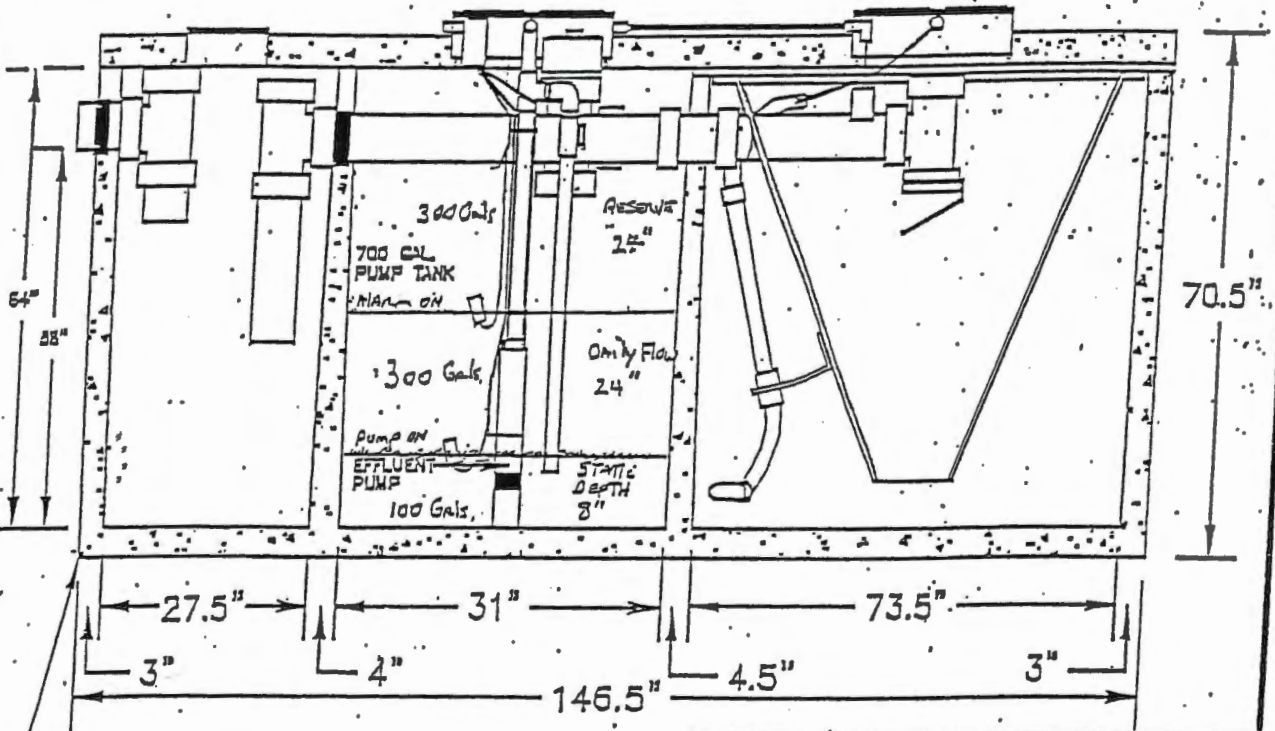 300 Gals
RESERVE
700 GAL
PUMP TANK
ALARM ON
64"
58"
70.5"
300 Gals.
Daily Flow
24"
Pump ON
EFFLUENT
PUMP
STATIC
DEPTH
8"
100 Gals.
27.5"
31"
73.5"
3"
4"
4.5"
3"
146.5"